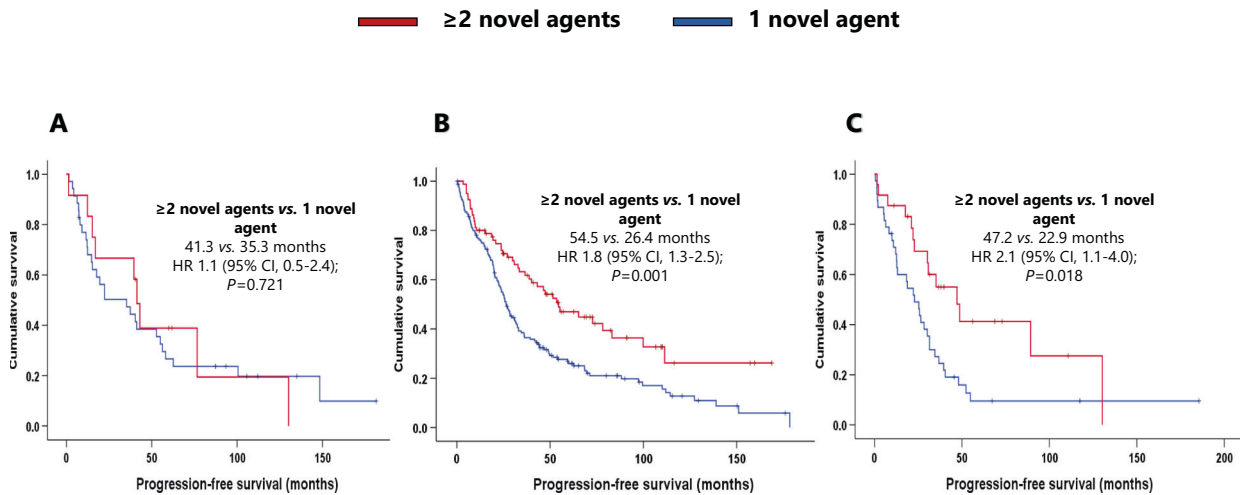 ≥2 novel agents
1 novel agent
A
B
C
≥2 novel agents vs. 1 novel
agent
41.3 vs. 35.3 months
HR 1.1 (95% CI, 0.5-2.4);
P=0.721
Cumulative survival
1.0
0.8
0.6
0.4
0.2
0.0
0
50
100
150
Progression-free survival (months)
≥2 novel agents vs. 1 novel
agent
54.5 vs. 26.4 months
HR 1.8 (95% CI, 1.3-2.5);
P=0.001
Cumulative survival
1.0
0.8
0.6
0.4
0.2
0.0
0
50
100
150
Progression-free survival (months)
≥2 novel agents vs. 1 novel
agent
47.2 vs. 22.9 months
HR 2.1 (95% CI, 1.1-4.0);
P=0.018
Cumulative survival
1.0
0.8
0.6
0.4
0.2
0.0
0
50
100
150
200
Progression-free survival (months)